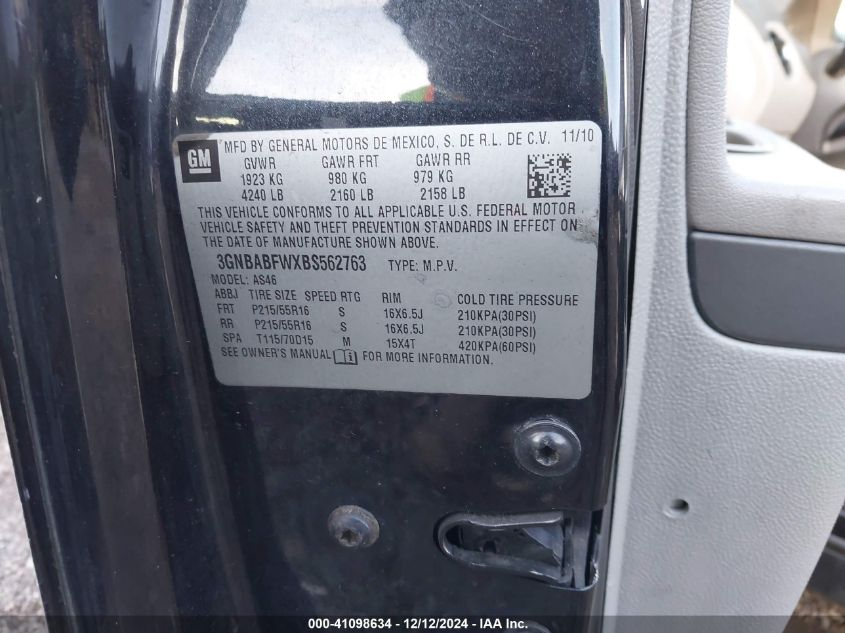 GM
MFD BY GENERAL MOTORS DE MEXICO, S. DE R.L. DE C.V. 11/10
GVWR GAWR FRT GAWR RR
1923 KG 980 KG 979 KG
4240 LB 2160 LB 2158 LB
THIS VEHICLE CONFORMS TO ALL APPLICABLE U.S. FEDERAL MOTOR
VEHICLE SAFETY AND THEFT PREVENTION STANDARDS IN EFFECT ON
THE DATE OF MANUFACTURE SHOWN ABOVE.
3GNBABFWXBS562763 TYPE: M.P.V.
MODEL: AS46
ABBJ TIRE SIZE SPEED RTG RIM COLD TIRE PRESSURE
FRT P215/55R16 S 16X6.5J 210KPA(30PSI)
RR P215/55R16 S 16X6.5J 210KPA(30PSI)
SPA T115/70D15 M 15X4T 420KPA(60PSI)
SEE OWNER'S MANUAL FOR MORE INFORMATION.
000-41098634 - 12/12/2024 - IAA Inc.